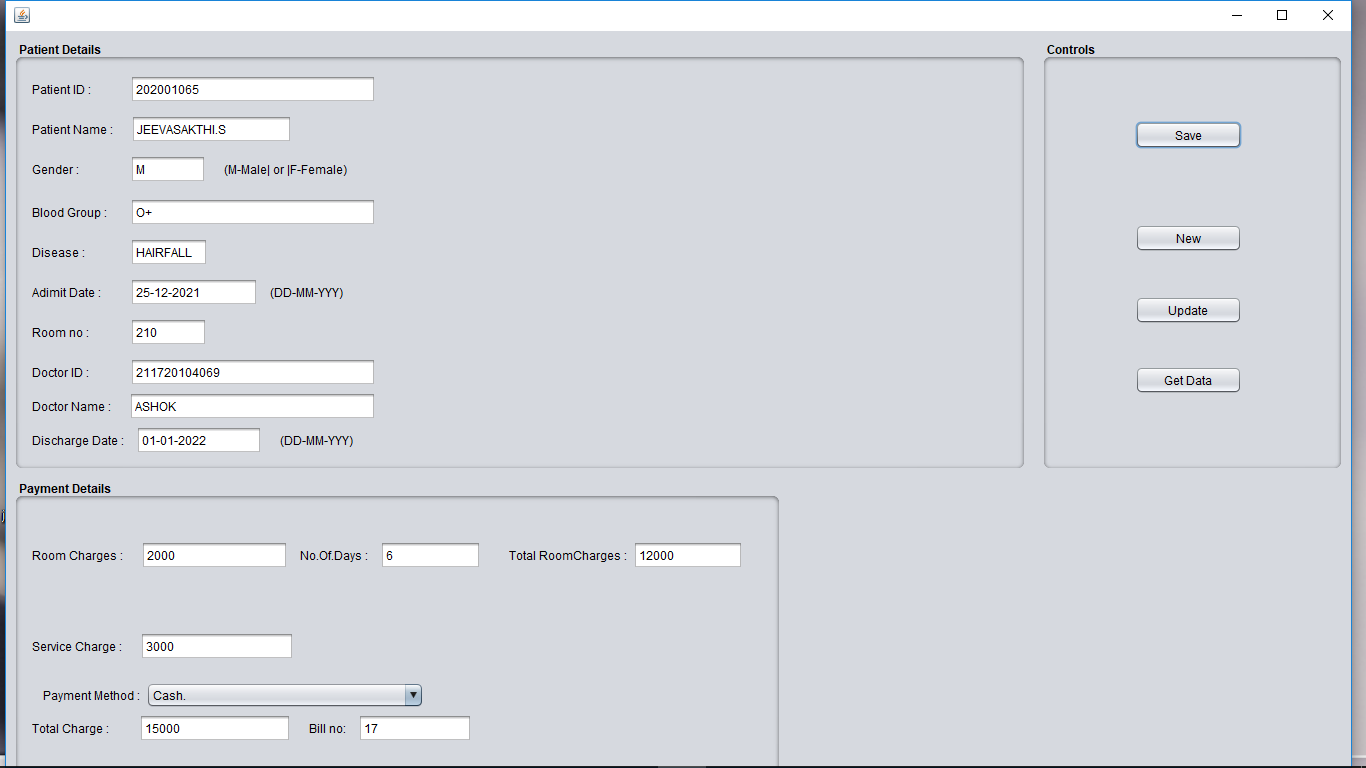 Patient Details
Controls
Patient ID : 202001065
Patient Name : JEEVASAKTHI.S
Save
Gender : M (M-Male| or |F-Female)
Blood Group : O+
New
Disease : HAIRFALL
Adimit Date : 25-12-2021 (DD-MM-YYY)
Update
Room no : 210
Doctor ID : 211720104069
Get Data
Doctor Name : ASHOK
Discharge Date : 01-01-2022 (DD-MM-YYY)
Payment Details
Room Charges : 2000 No.Of.Days : 6 Total RoomCharges : 12000
Service Charge : 3000
Payment Method : Cash.
Total Charge : 15000 Bill no: 17